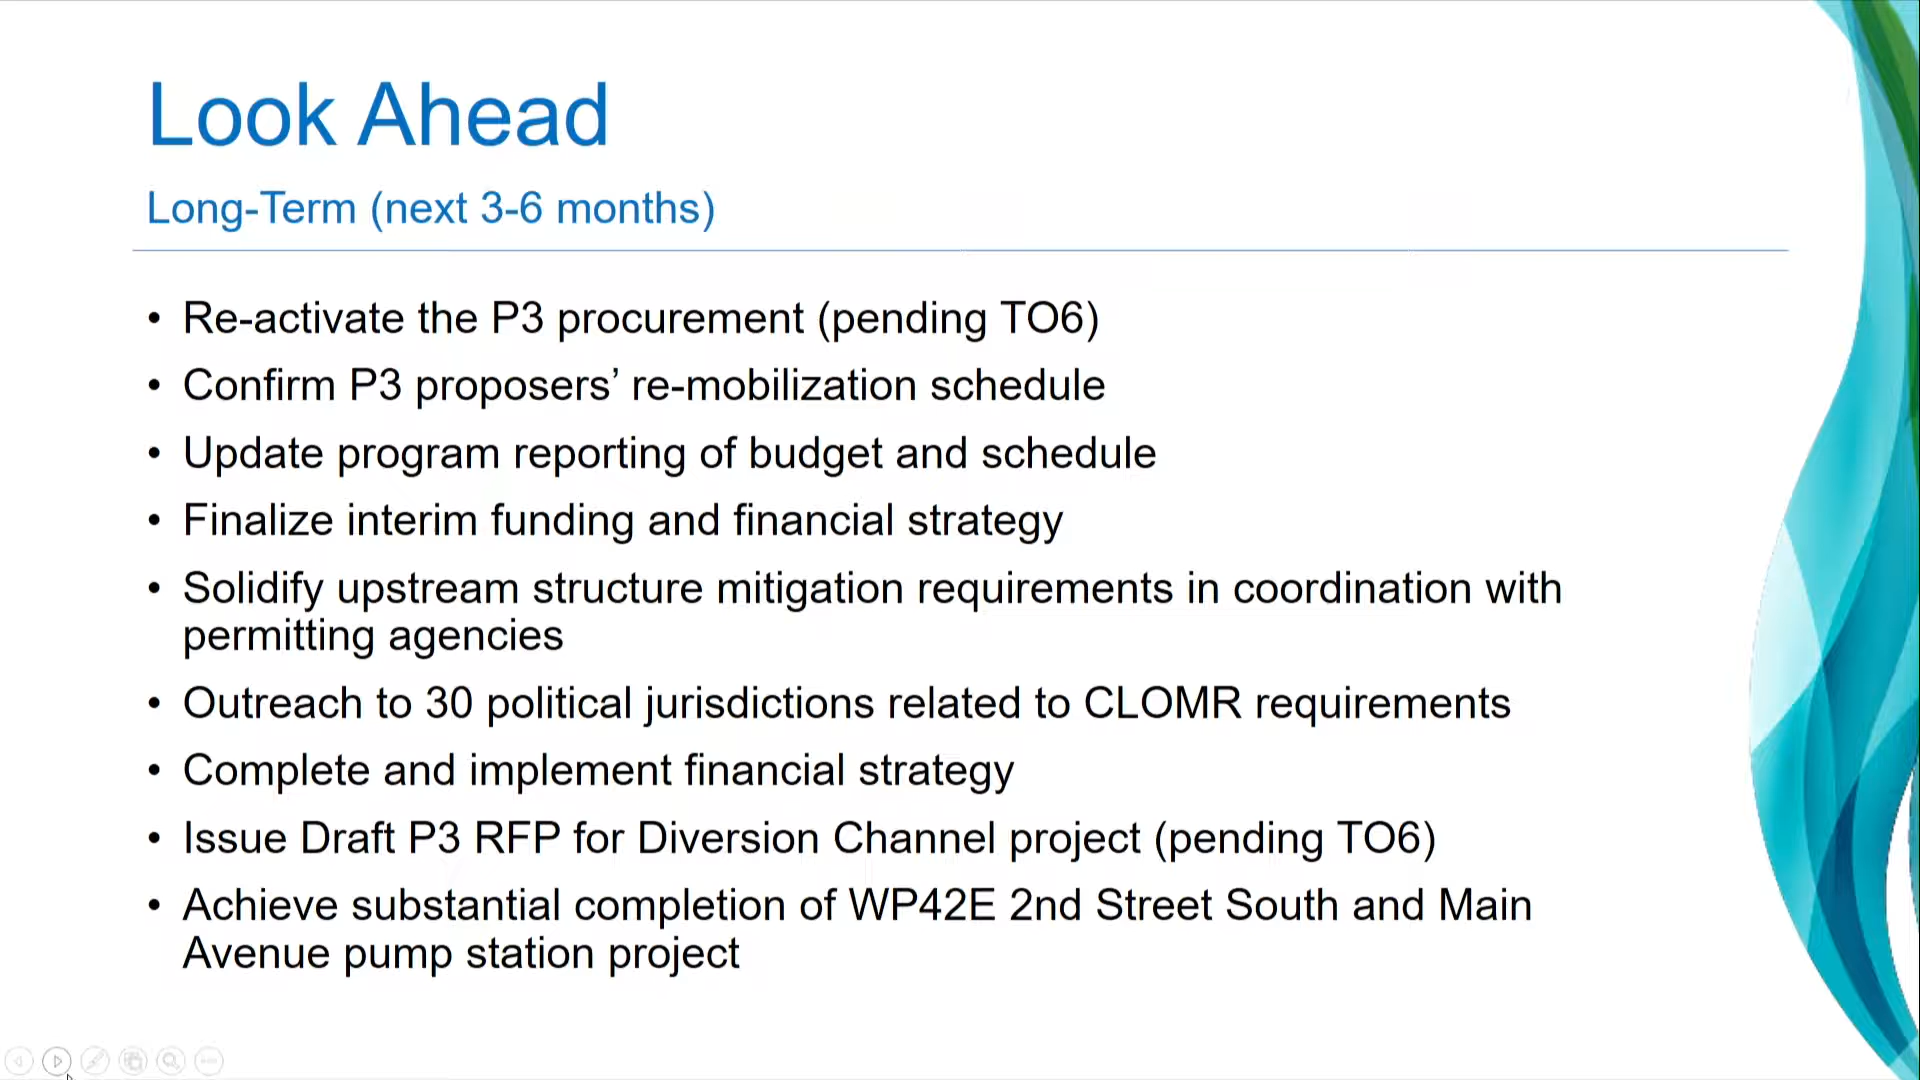 Look Ahead
Long-Term (next 3-6 months)
• Re-activate the P3 procurement (pending TO6)
• Confirm P3 proposers’ re-mobilization schedule
• Update program reporting of budget and schedule
• Finalize interim funding and financial strategy
• Solidify upstream structure mitigation requirements in coordination with
permitting agencies
• Outreach to 30 political jurisdictions related to CLOMR requirements
• Complete and implement financial strategy
• Issue Draft P3 RFP for Diversion Channel project (pending TO6)
• Achieve substantial completion of WP42E 2nd Street South and Main
Avenue pump station project